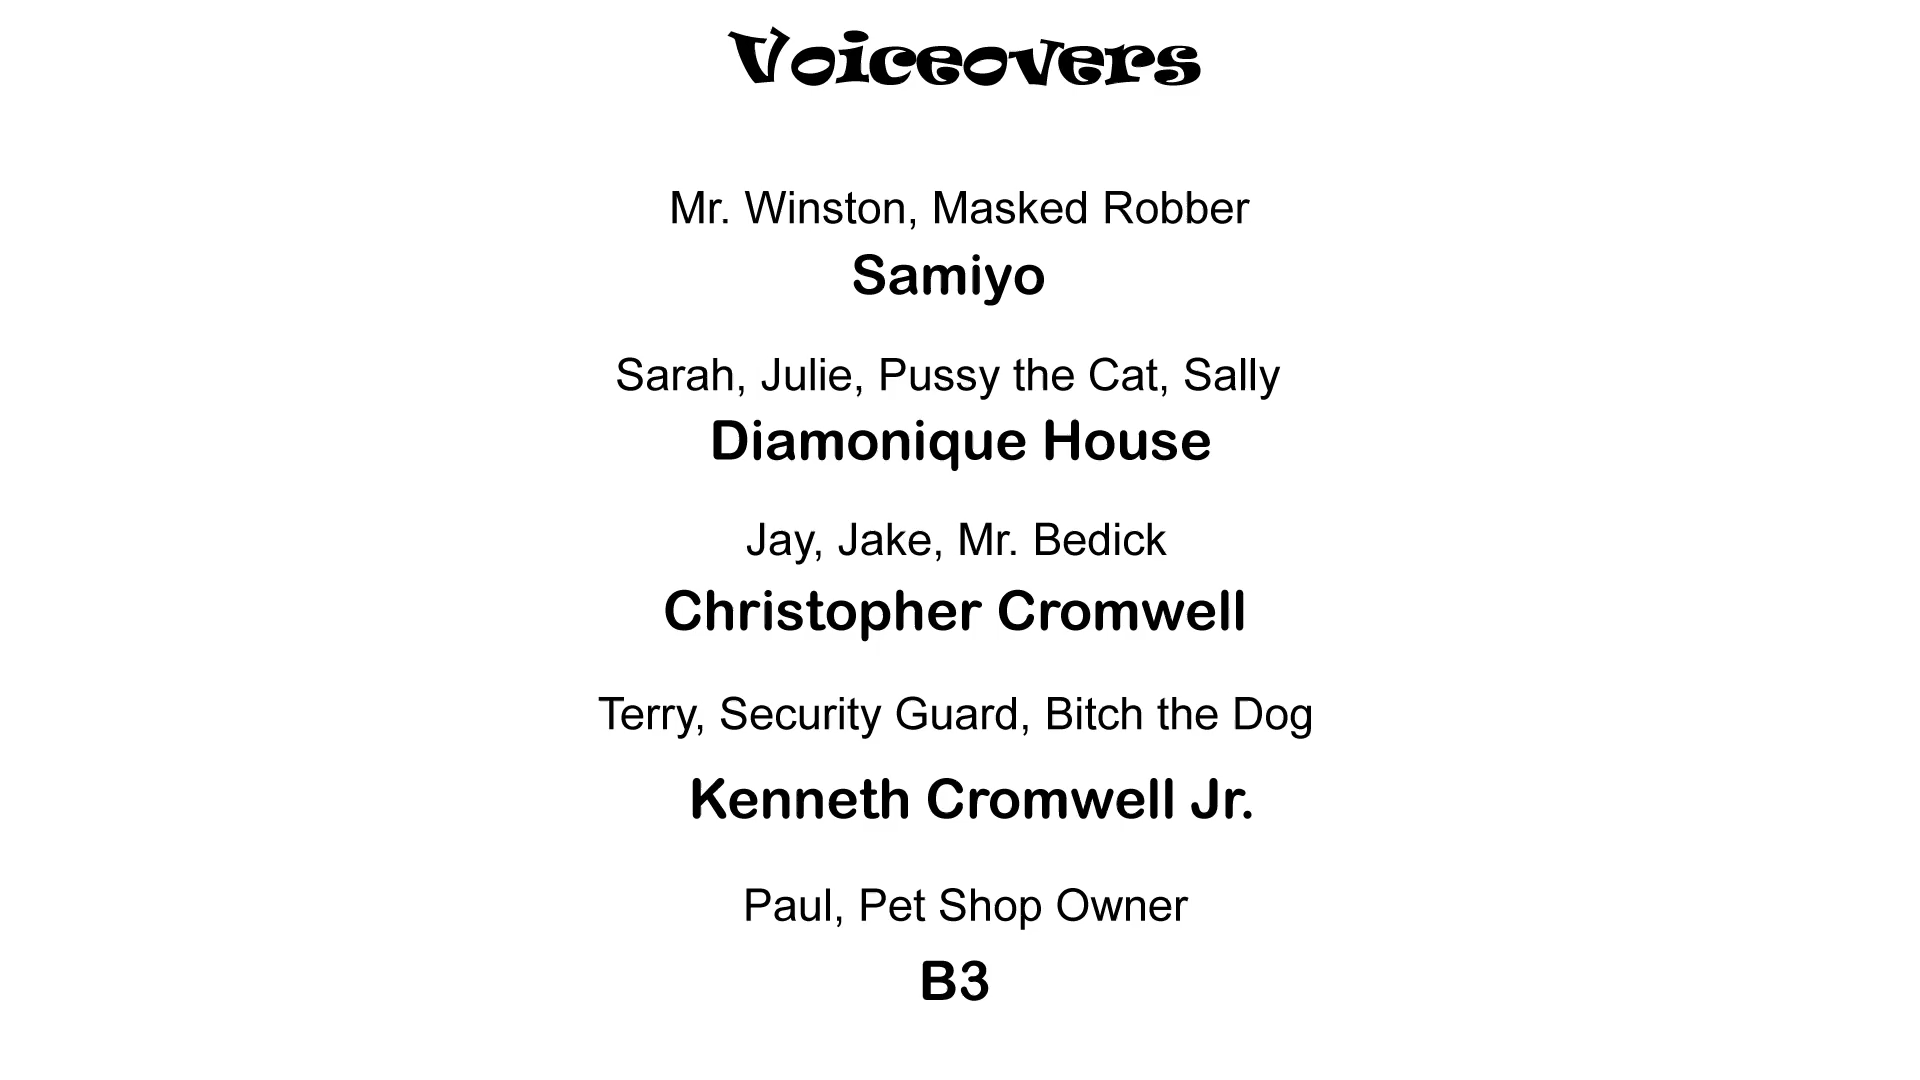 Voiceovers
Mr. Winston, Masked Robber
Samiyo
Sarah, Julie, Pussy the Cat, Sally
Diamonique House
Jay, Jake, Mr. Bedick
Christopher Cromwell
Terry, Security Guard, Bitch the Dog
Kenneth Cromwell Jr.
Paul, Pet Shop Owner
B3